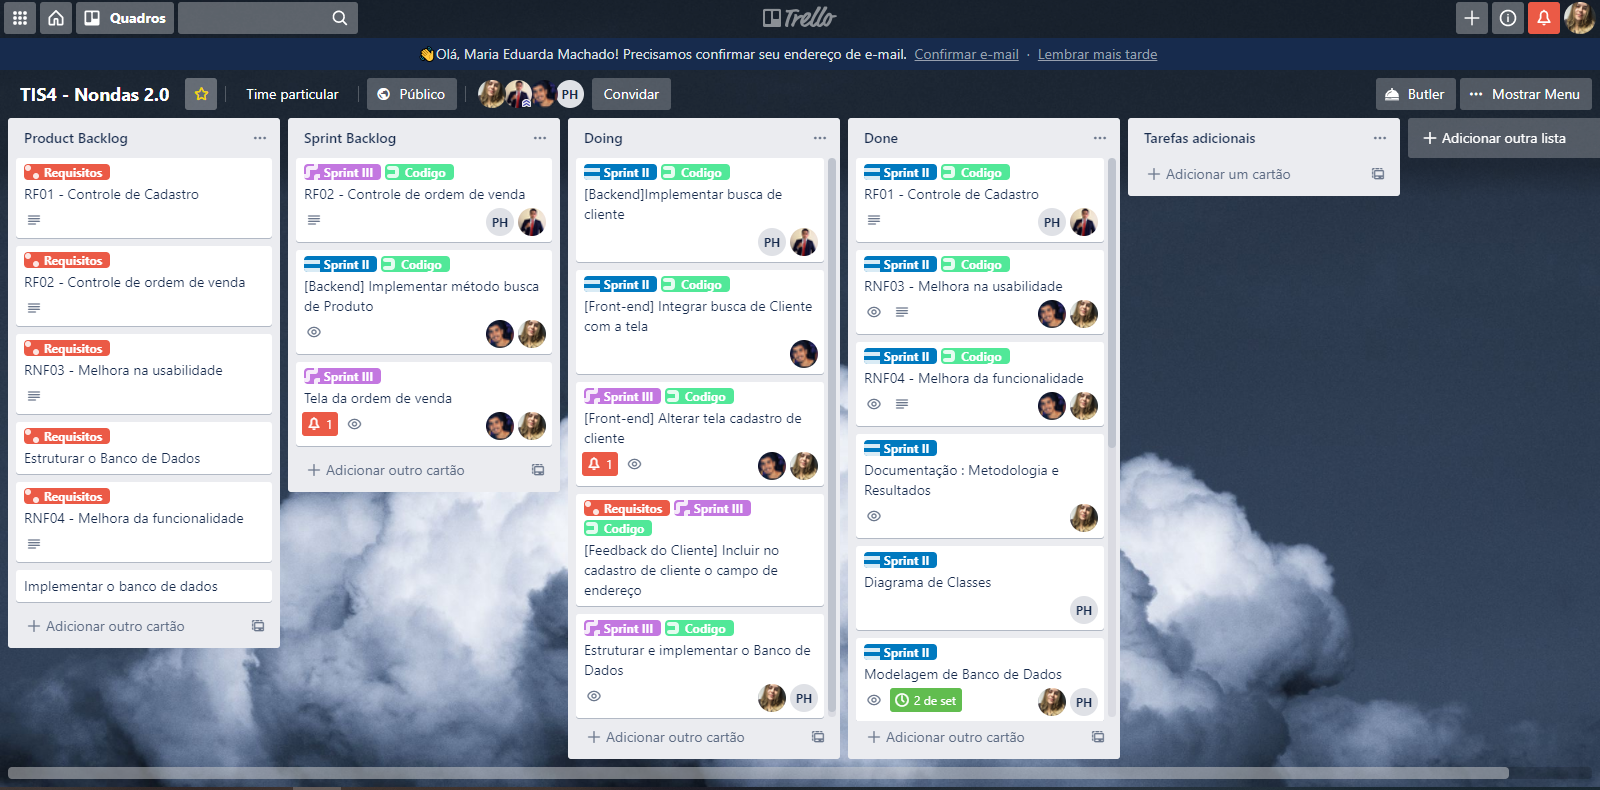 Quadros
Trello
👋Olá, Maria Eduarda Machado! Precisamos confirmar seu endereço de e-mail. Confirmar e-mail · Lembrar mais tarde
TIS4 - Nondas 2.0
Time particular
Público
PH
Convidar
Butler
Mostrar Menu
Product Backlog
Requisitos
RF01 - Controle de Cadastro
Requisitos
RF02 - Controle de ordem de venda
Requisitos
RNF03 - Melhora na usabilidade
Requisitos
Estruturar o Banco de Dados
Requisitos
RNF04 - Melhora da funcionalidade
Implementar o banco de dados
+ Adicionar outro cartão
Sprint Backlog
Sprint III Codigo
RF02 - Controle de ordem de venda
PH
Sprint II Codigo
[Backend] Implementar método busca
de Produto
Sprint III
Tela da ordem de venda
1
+ Adicionar outro cartão
Doing
Sprint II Codigo
[Backend]Implementar busca de
cliente
PH
Sprint II Codigo
[Front-end] Integrar busca de Cliente
com a tela
Sprint III Codigo
[Front-end] Alterar tela cadastro de
cliente
1
Requisitos Sprint III
Codigo
[Feedback do Cliente] Incluir no
cadastro de cliente o campo de
endereço
Sprint III Codigo
Estruturar e implementar o Banco de
Dados
PH
+ Adicionar outro cartão
Done
Sprint II Codigo
RF01 - Controle de Cadastro
PH
Sprint II Codigo
RNF03 - Melhora na usabilidade
Sprint II Codigo
RNF04 - Melhora da funcionalidade
Sprint II
Documentação : Metodologia e
Resultados
Sprint II
Diagrama de Classes
PH
Sprint II
Modelagem de Banco de Dados
2 de set
PH
+ Adicionar outro cartão
Tarefas adicionais
+ Adicionar um cartão
+ Adicionar outra lista